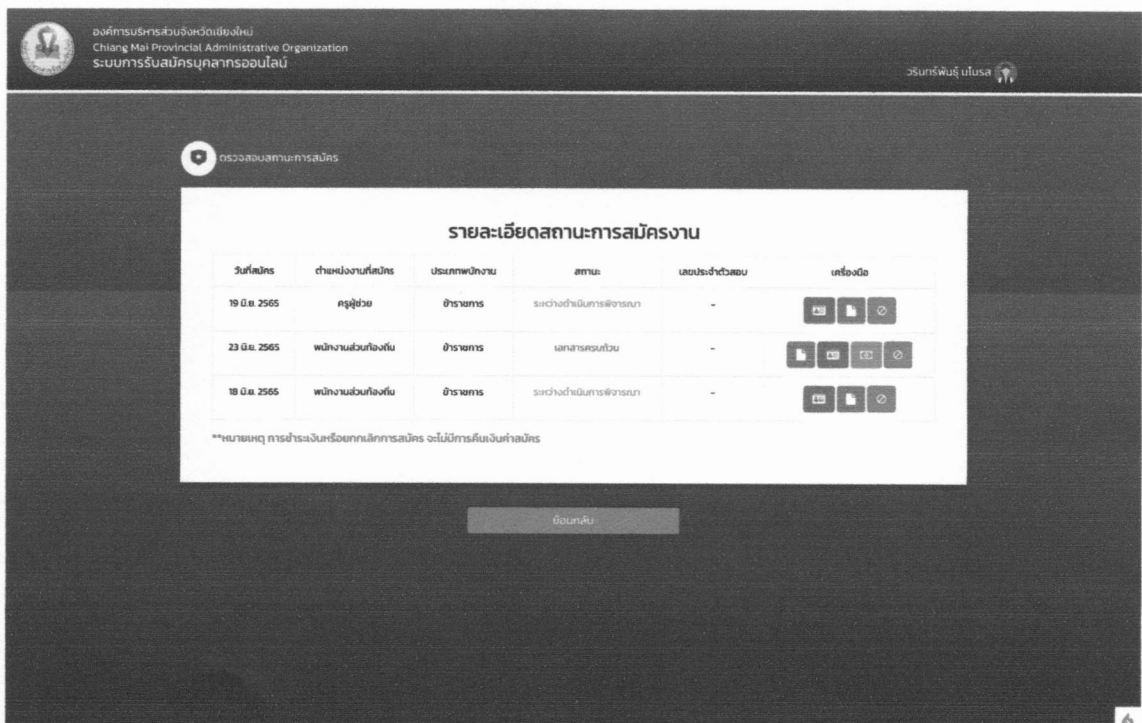 องค์การบริหารส่วนจังหวัดเชียงใหม่
Chiang Mai Provincial Administrative Organization
ระบบการรับสมัครบุคลากรออนไลน์
วรินทร์พันธุ์ มโนรส
ตรวจสอบสถานะการสมัคร
รายละเอียดสถานะการสมัครงาน
วันที่สมัคร ตำแหน่งงานที่สมัคร ประเภทพนักงาน สถานะ เลขประจำตัวสอบ เครื่องมือ
19 มิ.ย. 2565 ครูผู้ช่วย ข้าราชการ ระหว่างดำเนินการพิจารณา -
23 มิ.ย. 2565 พนักงานส่วนท้องถิ่น ข้าราชการ เอกสารครบถ้วน -
18 มิ.ย. 2565 พนักงานส่วนท้องถิ่น ข้าราชการ ระหว่างดำเนินการพิจารณา -
**หมายเหตุ การชำระเงินหรือยกกเลิกการสมัคร จะไม่มีการคืนเงินค่าสมัคร
ย้อนกลับ